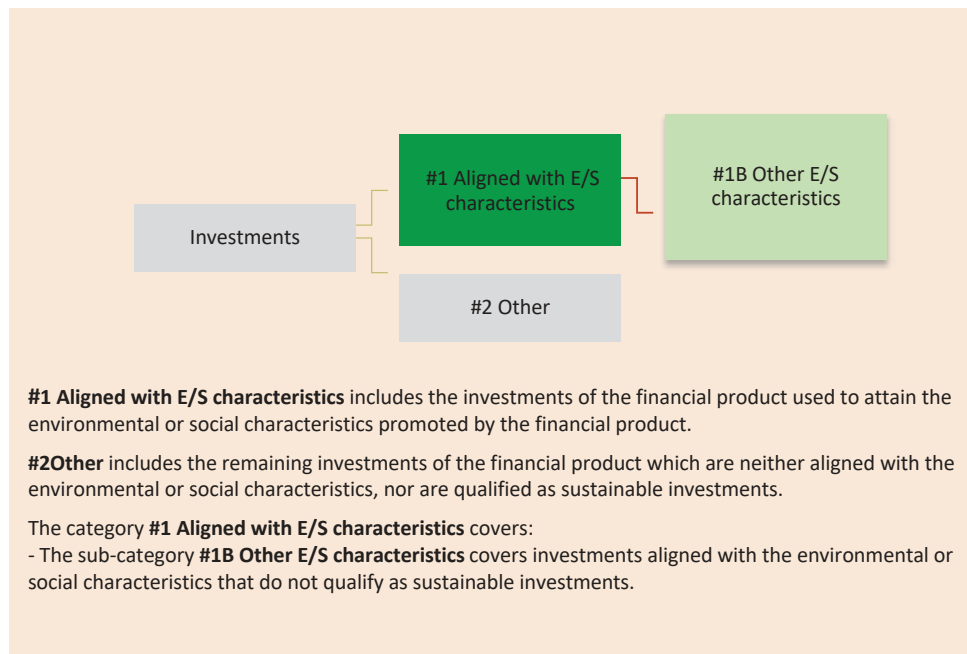 #1 Aligned with E/S
characteristics
#1B Other E/S
characteristics
Investments
#2 Other
#1 Aligned with E/S characteristics includes the investments of the financial product used to attain the
environmental or social characteristics promoted by the financial product.
#2Other includes the remaining investments of the financial product which are neither aligned with the
environmental or social characteristics, nor are qualified as sustainable investments.
The category #1 Aligned with E/S characteristics covers:
- The sub-category #1B Other E/S characteristics covers investments aligned with the environmental or
social characteristics that do not qualify as sustainable investments.